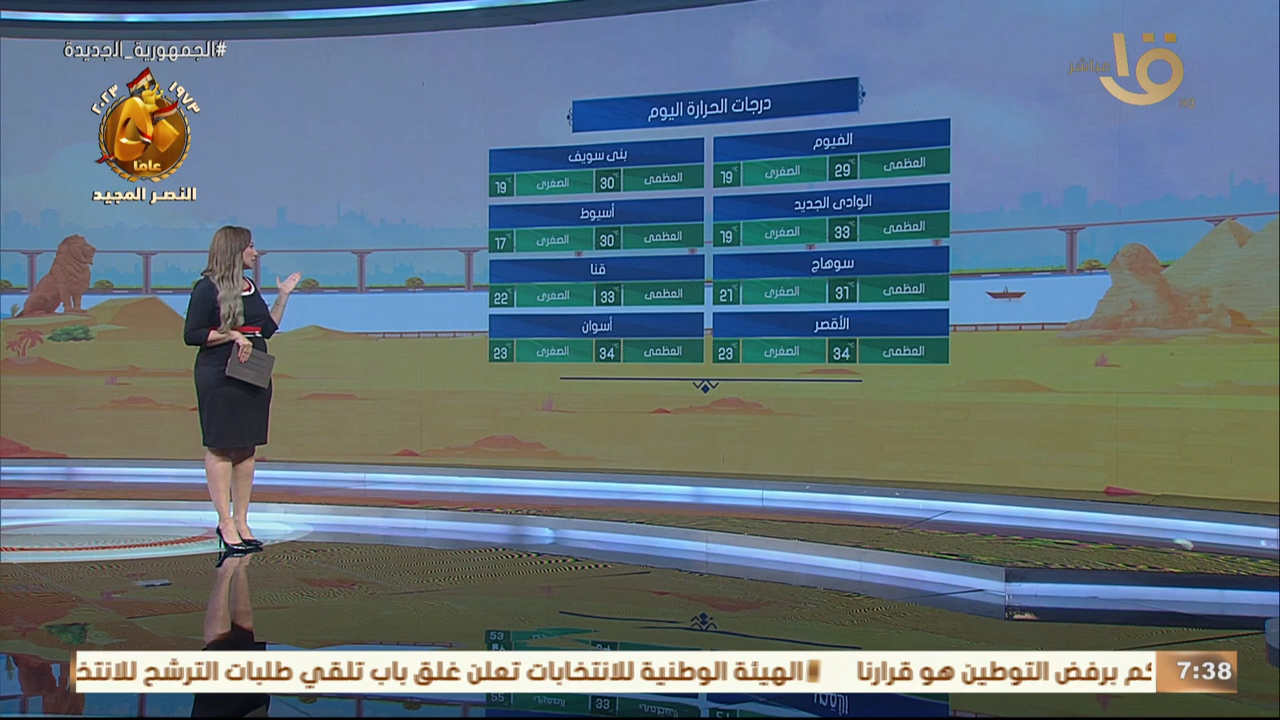 #الجمهورية_الجديدة
١٩٧٣ ٢٠٢٣
عامًا
النصر المجيد
مباشر
درجات الحرارة اليوم
الفيوم
العظمى 29°c الصغرى 19°c
بنى سويف
العظمى 30°c الصغرى 19°c
الوادى الجديد
العظمى 33°c الصغرى 19°c
أسيوط
العظمى 30°c الصغرى 17°c
سوهاج
العظمى 31°c الصغرى 21°c
قنا
العظمى 33°c الصغرى 22°c
الأقصر
العظمى 34°c الصغرى 23°c
أسوان
العظمى 34°c الصغرى 23°c
7:38
كم برفض التوطين هو قرارنا الهيئة الوطنية للانتخابات تعلن غلق باب تلقي طلبات الترشح للانتخ